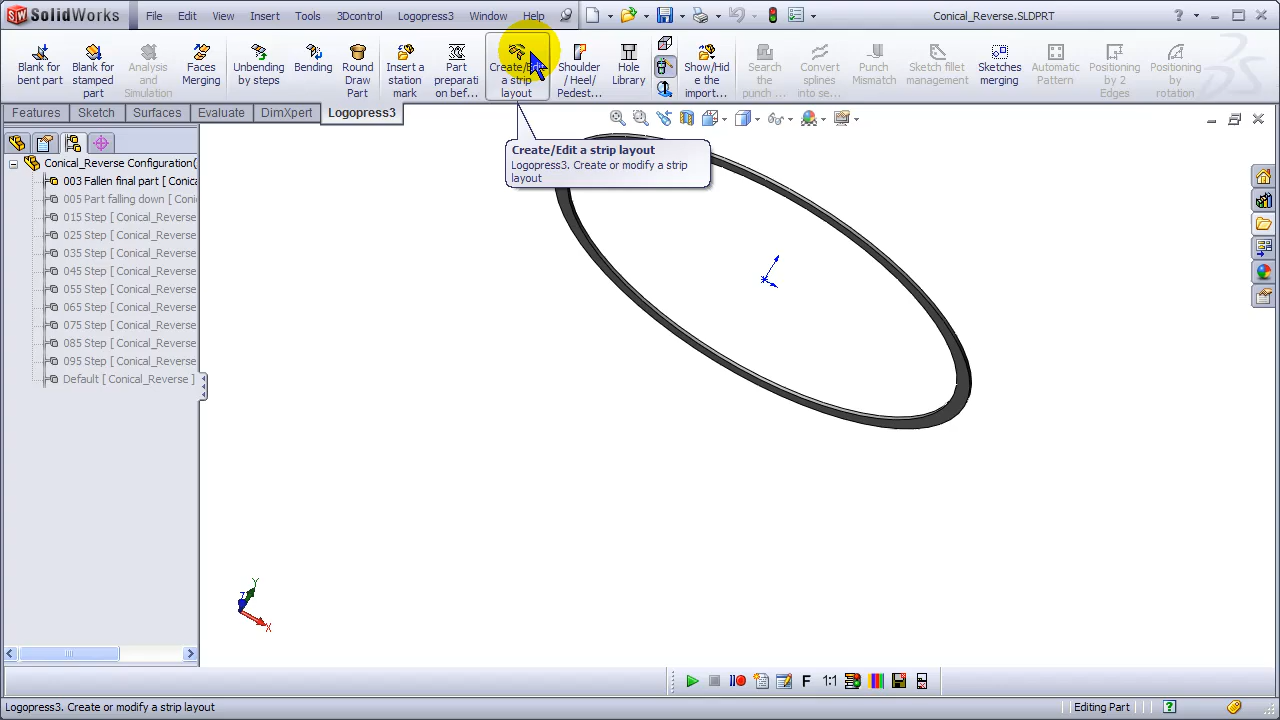 SolidWorks File Edit View Insert Tools 3Dcontrol Logopress3 Window Help Conical_Reverse.SLDPRT
Blank for bent part
Blank for stamped part
Analysis and Simulation
Faces Merging
Unbending by steps
Bending
Round Draw Part
Insert a station mark
Part preparati on bef...
Create/Edit a strip layout
Shoulder / Heel/ Pedest...
Hole Library
Show/Hid e the import...
Search the punch ...
Convert splines into se...
Punch Mismatch
Sketch fillet management
Sketches merging
Automatic Pattern
Positioning by 2 Edges
Positioning by rotation
Features Sketch Surfaces Evaluate DimXpert Logopress3
Create/Edit a strip layout
Logopress3. Create or modify a strip
layout
Conical_Reverse Configuration(
003 Fallen final part [ Conica
005 Part falling down [ Coni
015 Step [ Conical_Reverse
025 Step [ Conical_Reverse
035 Step [ Conical_Reverse
045 Step [ Conical_Reverse
055 Step [ Conical_Reverse
065 Step [ Conical_Reverse
075 Step [ Conical_Reverse
085 Step [ Conical_Reverse
095 Step [ Conical_Reverse
Default [ Conical_Reverse ]
Y
Z
X
F 1:1
Logopress3. Create or modify a strip layout Editing Part